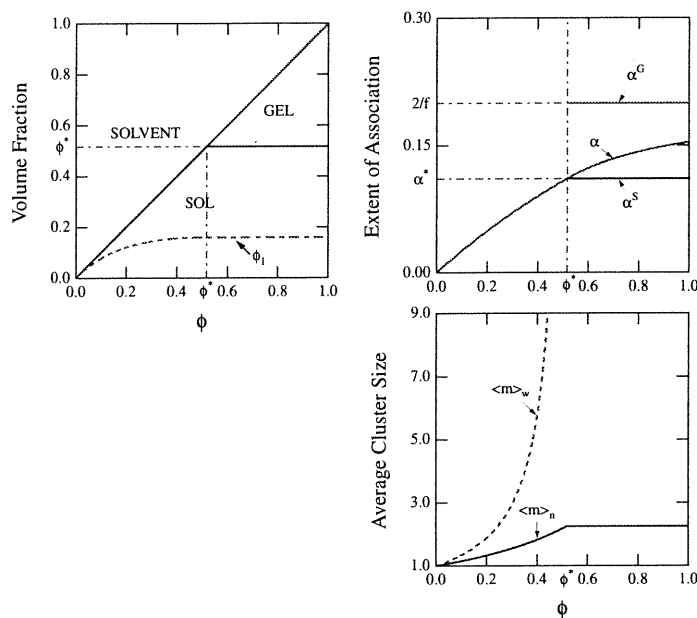 Volume Fraction
1.0
0.8
0.6
ϕ*
0.4
0.2
0.0
SOLVENT
GEL
SOL
ϕ₁
0.0 0.2 0.4 ϕ* 0.6 0.8 1.0
ϕ
Extent of Association
0.30
2/f
0.15
α*
0.00
α^G
α
α^S
0.0 0.2 0.4 ϕ* 0.6 0.8 1.0
Average Cluster Size
9.0
7.0
5.0
3.0
1.0
<m>_w
<m>_n
0.0 0.2 0.4 ϕ* 0.6 0.8 1.0
ϕ